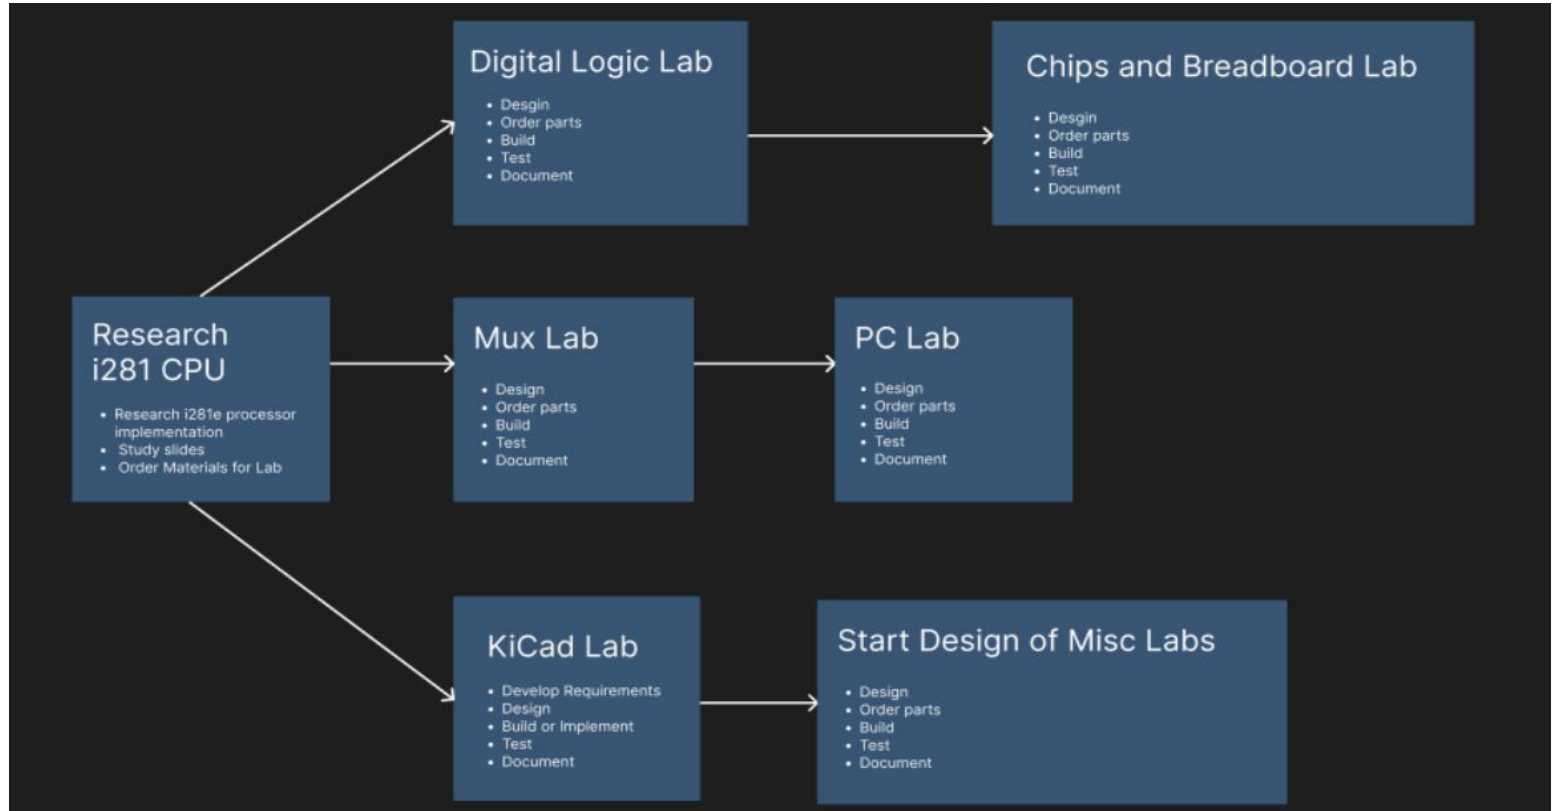 Digital Logic Lab
• Desgin
• Order parts
• Build
• Test
• Document
Chips and Breadboard Lab
• Desgin
• Order parts
• Build
• Test
• Document
Research
i281 CPU
• Research i281e processor
implementation
• Study slides
• Order Materials for Lab
Mux Lab
• Design
• Order parts
• Build
• Test
• Document
PC Lab
• Design
• Order parts
• Build
• Test
• Document
KiCad Lab
• Develop Requirements
• Design
• Build or Implement
• Test
• Document
Start Design of Misc Labs
• Design
• Order parts
• Build
• Test
• Document